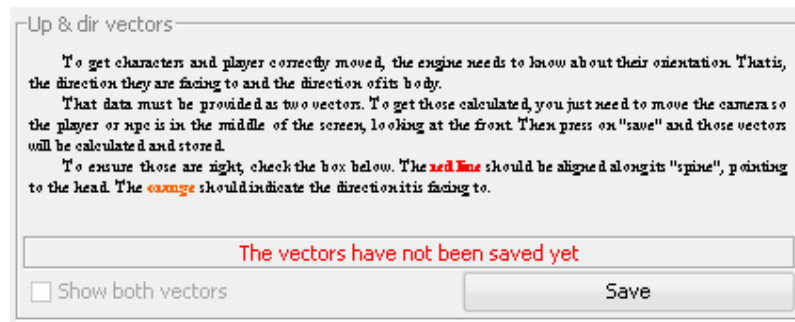 Up & dir vectors
To get characters and player correctly moved, the engine needs to know about their orientation. That is,
the direction they are facing to and the direction of its body.
That data must be provided as two vectors. To get those calculated, you just need to move the camera so
the player or npc is in the middle of the screen, looking at the front. Then press on "save" and those vectors
will be calculated and stored.
To ensure those are right, check the box below. The red line should be aligned along its "spine", pointing
to the head. The orange should indicate the direction it is facing to.
The vectors have not been saved yet
Show both vectors
Save